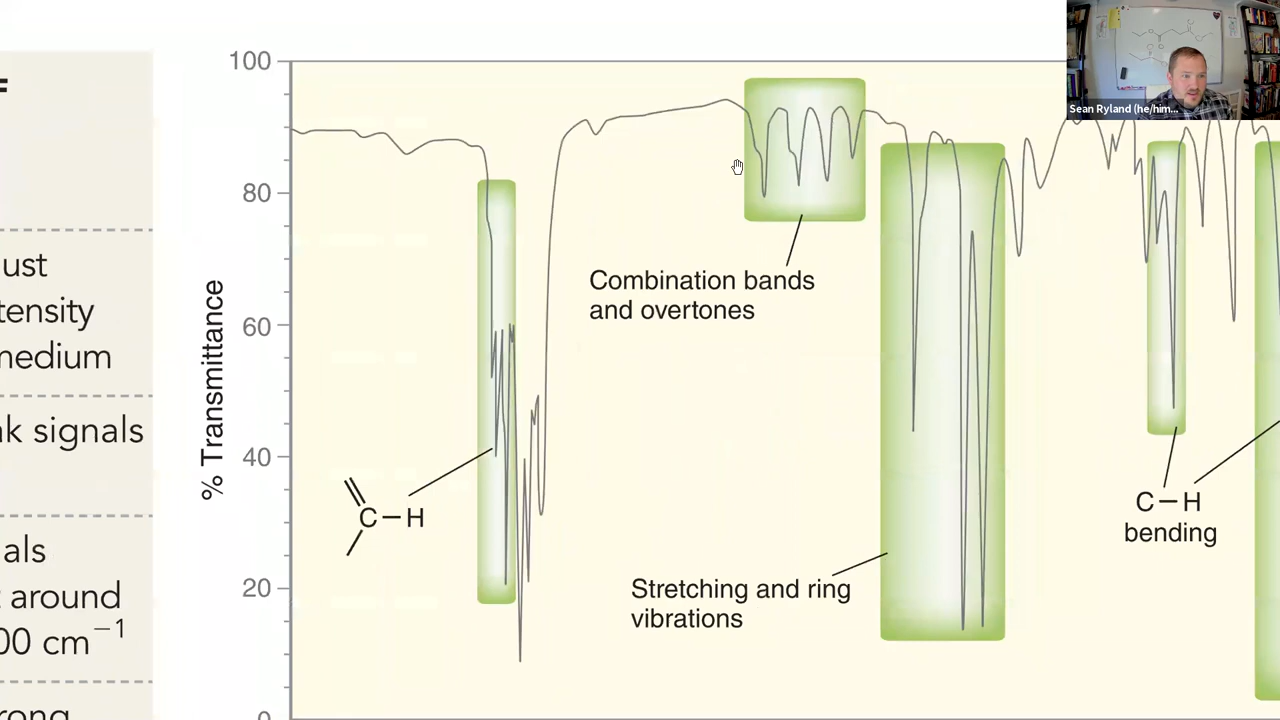 ust
tensity
medium
nk signals
als
t around
00 cm−1
rong
% Transmittance
100
80
60
40
20
0
C−H
Combination bands
and overtones
Stretching and ring
vibrations
C−H
bending
Sean Ryland (he/him...